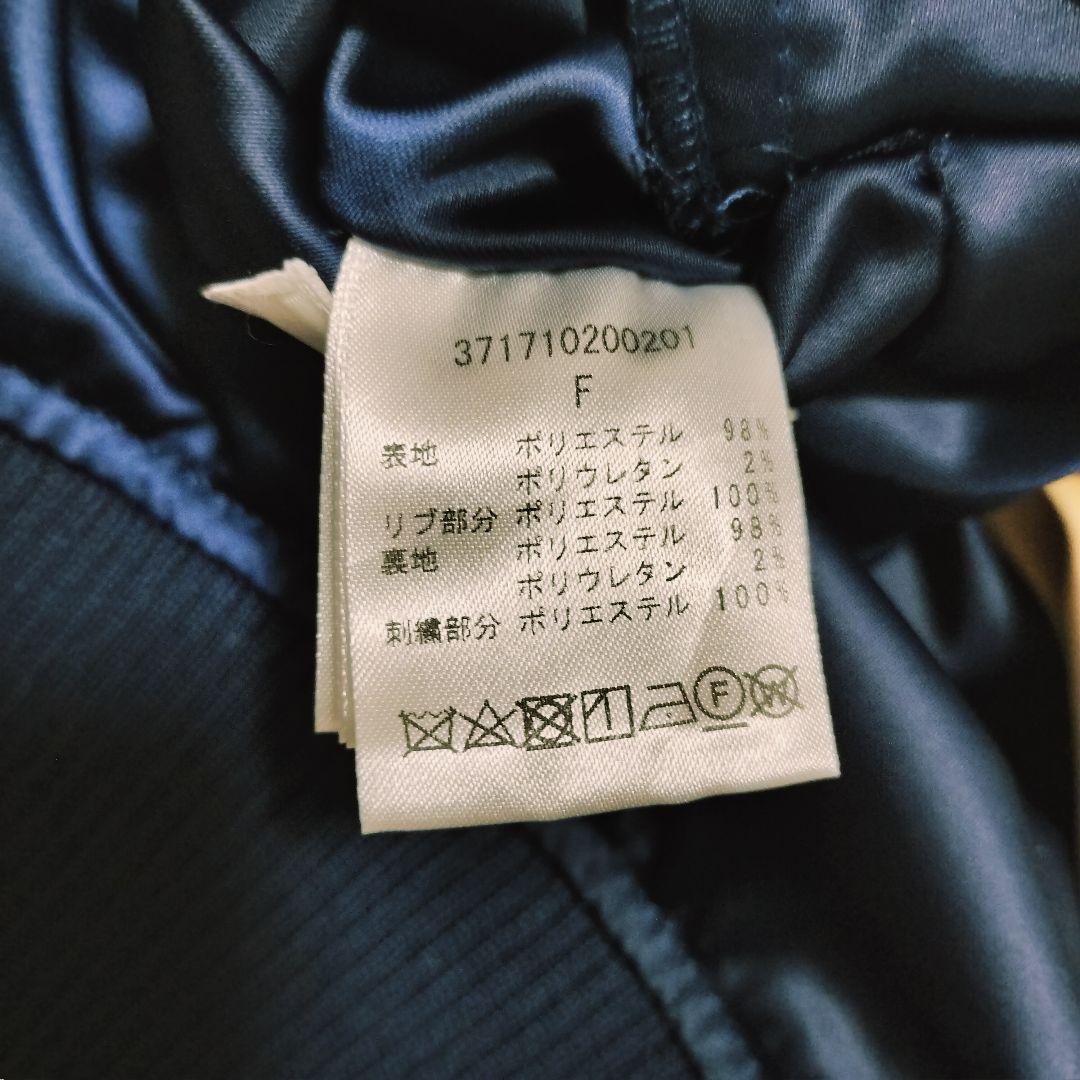 371710200201
F
表地 ポリエステル 98%
ポリウレタン 2%
リブ部分 ポリエステル 100%
裏地 ポリエステル 98%
ポリウレタン 2%
刺繍部分 ポリエステル 100%
F W